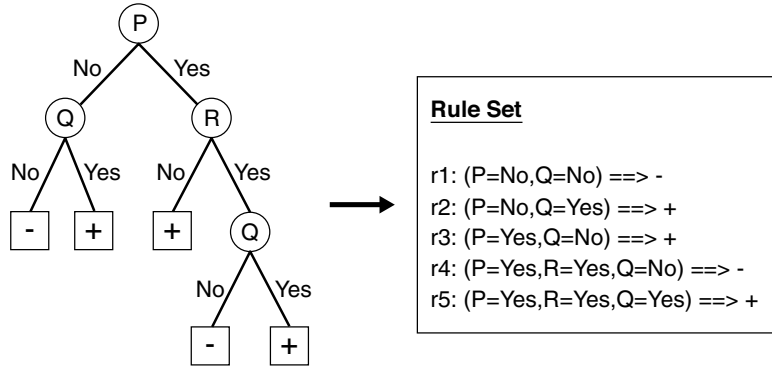 P
No Yes
Q R
No Yes No Yes
- + + Q
No Yes
- +
Rule Set
r1: (P=No,Q=No) ==> -
r2: (P=No,Q=Yes) ==> +
r3: (P=Yes,Q=No) ==> +
r4: (P=Yes,R=Yes,Q=No) ==> -
r5: (P=Yes,R=Yes,Q=Yes) ==> +